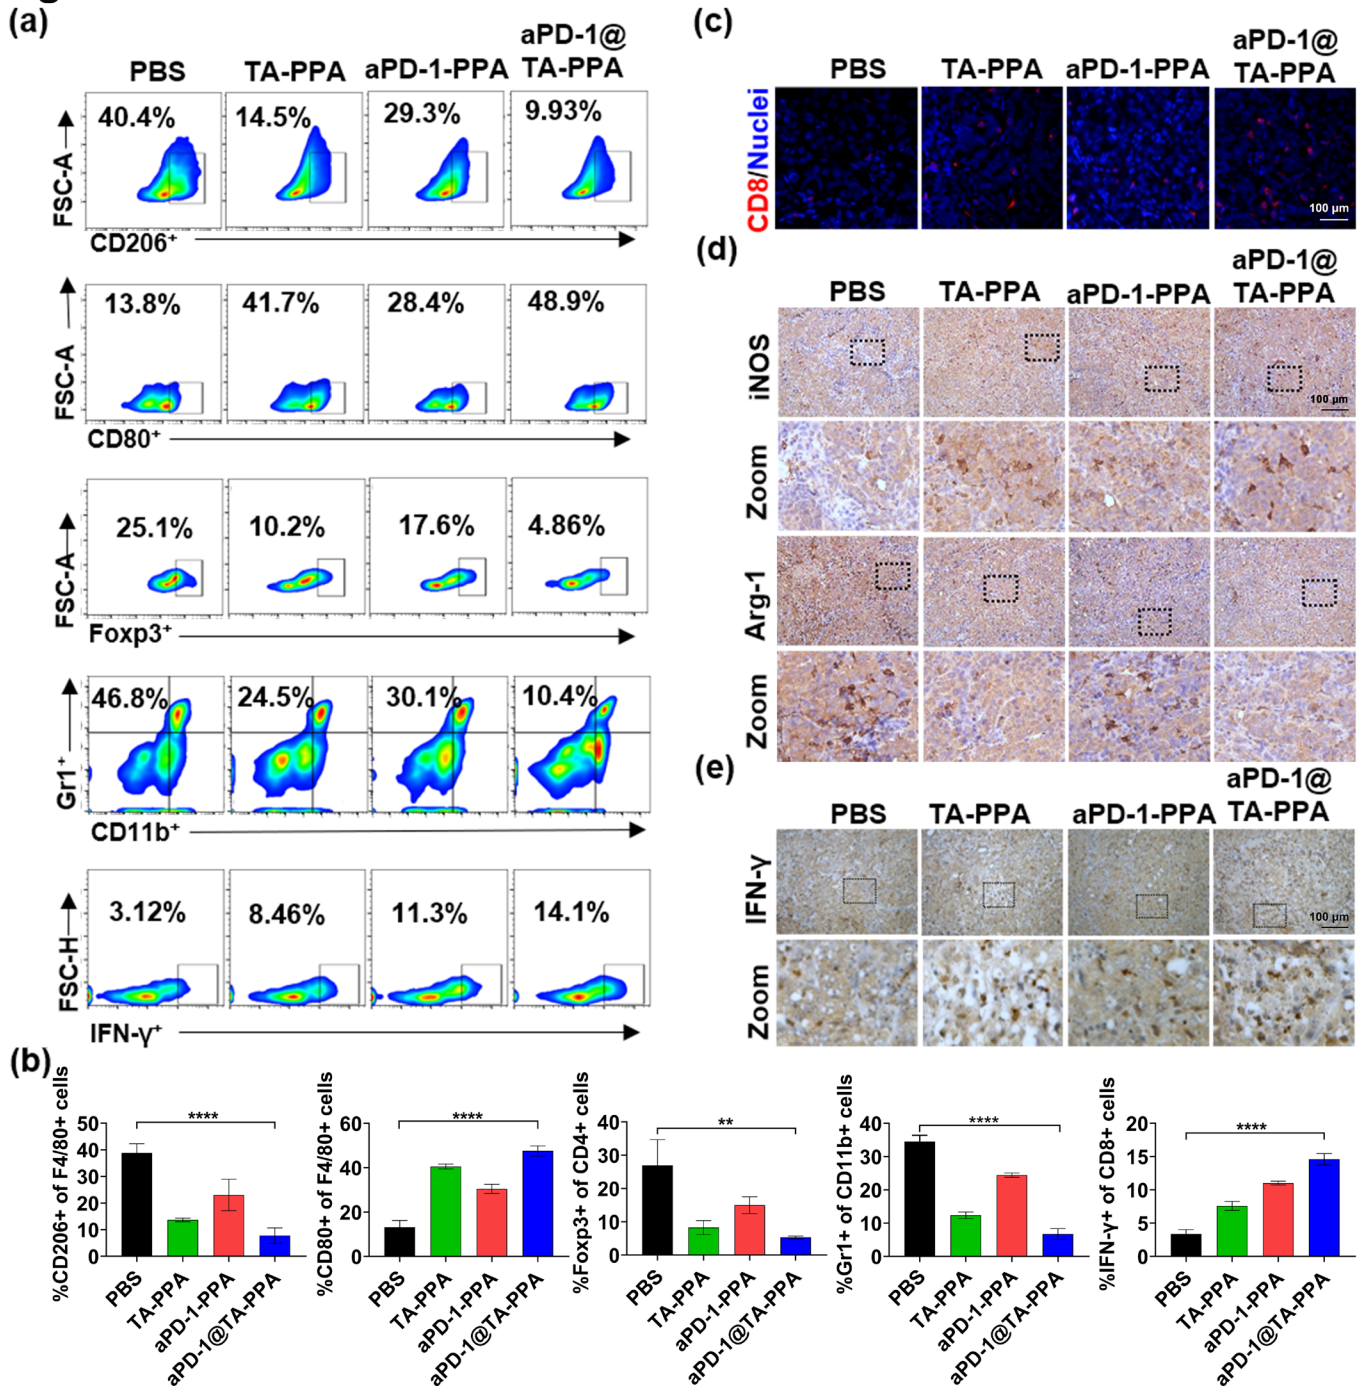 (a)
PBS TA-PPA aPD-1-PPA aPD-1@
TA-PPA
FSC-A
40.4% 14.5% 29.3% 9.93%
CD206+
FSC-A
13.8% 41.7% 28.4% 48.9%
CD80+
FSC-A
25.1% 10.2% 17.6% 4.86%
Foxp3+
Gr1+
46.8% 24.5% 30.1% 10.4%
CD11b+
FSC-H
3.12% 8.46% 11.3% 14.1%
IFN-γ+
(b)
%CD206+ of F4/80+ cells
50
40
30
20
10
0
****
PBS
TA-PPA
aPD-1-PPA
aPD-1@TA-PPA
%CD80+ of F4/80+ cells
60
40
20
0
****
PBS
TA-PPA
aPD-1-PPA
aPD-1@TA-PPA
%Foxp3+ of CD4+ cells
40
30
20
10
0
**
PBS
TA-PPA
aPD-1-PPA
aPD-1@TA-PPA
%Gr1+ of CD11b+ cells
40
30
20
10
0
****
PBS
TA-PPA
aPD-1-PPA
aPD-1@TA-PPA
%IFN-γ+ of CD8+ cells
20
15
10
5
0
****
PBS
TA-PPA
aPD-1-PPA
aPD-1@TA-PPA
(c)
PBS TA-PPA aPD-1-PPA aPD-1@
TA-PPA
CD8/Nuclei
100 μm
(d)
PBS TA-PPA aPD-1-PPA aPD-1@
TA-PPA
iNOS
100 μm
Zoom
Arg-1
Zoom
(e)
PBS TA-PPA aPD-1-PPA aPD-1@
TA-PPA
IFN-γ
100 μm
Zoom